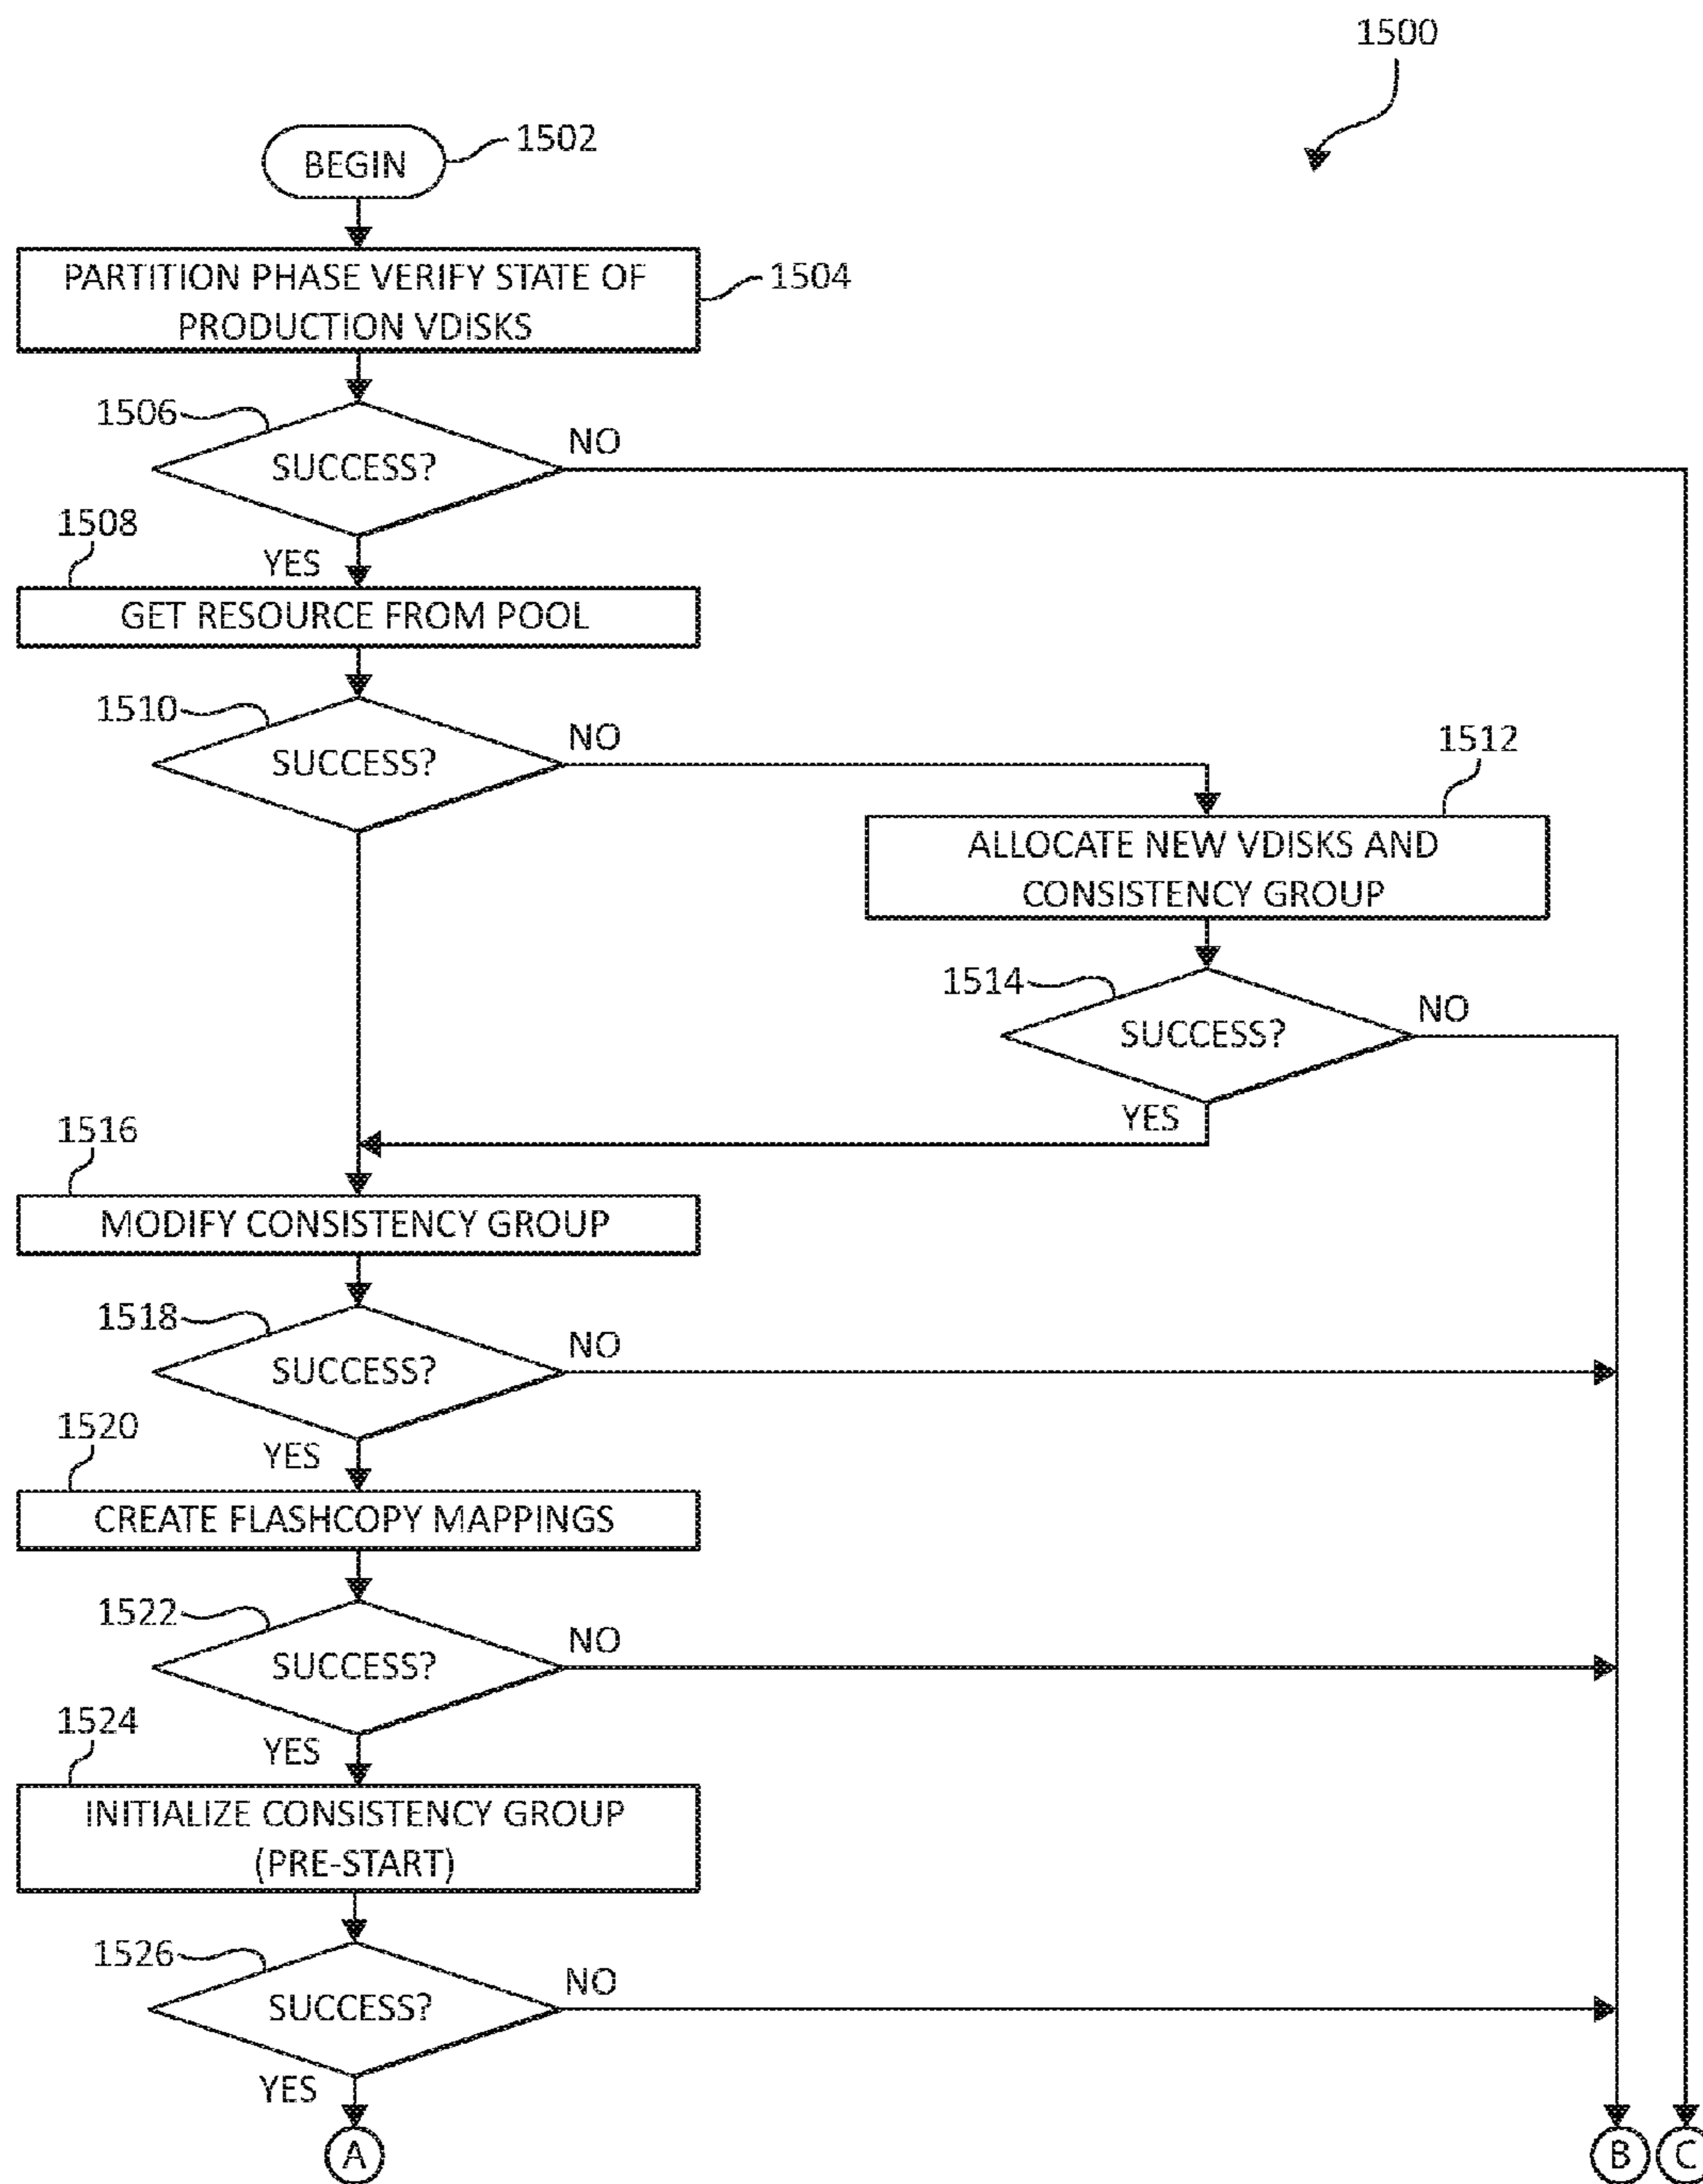 1500
1502
BEGIN
PARTITION PHASE VERIFY STATE OF
PRODUCTION VDISKS
1504
1506
SUCCESS?
NO
1508
YES
GET RESOURCE FROM POOL
1510
SUCCESS?
NO
1512
ALLOCATE NEW VDISKS AND
CONSISTENCY GROUP
1514
SUCCESS?
NO
YES
1516
MODIFY CONSISTENCY GROUP
1518
SUCCESS?
NO
1520
YES
CREATE FLASHCOPY MAPPINGS
1522
SUCCESS?
NO
1524
YES
INITIALIZE CONSISTENCY GROUP
(PRE-START)
1526
SUCCESS?
NO
YES
A
B
C